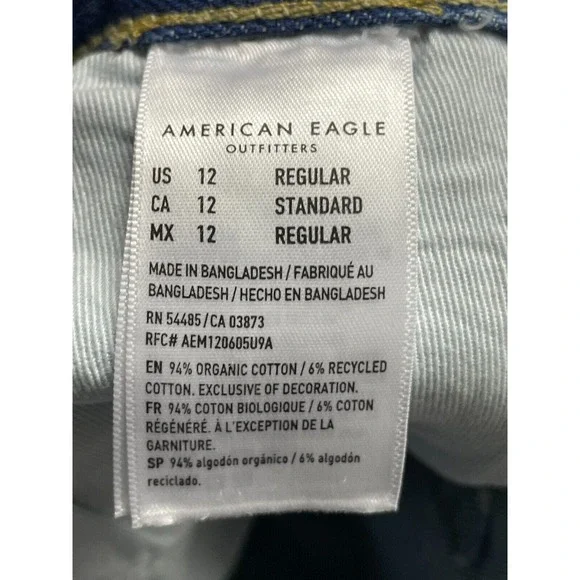 AMERICAN EAGLE
OUTFITTERS
US 12 REGULAR
CA 12 STANDARD
MX 12 REGULAR
MADE IN BANGLADESH / FABRIQUÉ AU
BANGLADESH / HECHO EN BANGLADESH
RN 54485 / CA 03873
RFC# AEM120605U9A
EN 94% ORGANIC COTTON / 6% RECYCLED
COTTON. EXCLUSIVE OF DECORATION.
FR 94% COTON BIOLOGIQUE / 6% COTON
RÉGÉNÉRÉ. À L'EXCEPTION DE LA
GARNITURE.
SP 94% algodón orgánico / 6% algodón
reciclado.